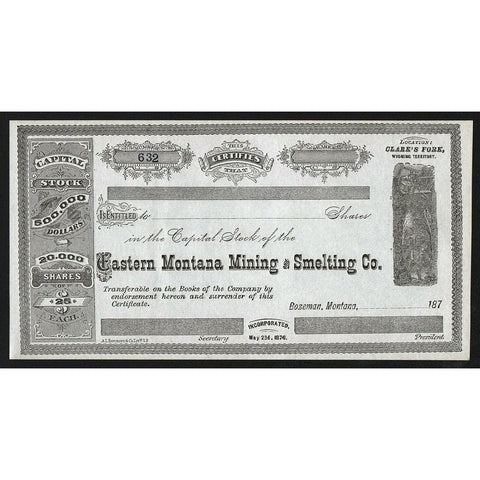 CAPITAL
STOCK
500.000
DOLLARS
20.000
SHARES
OF
$25
EACH.
632
THIS
CERTIFIES
THAT
LOCATION:
CLARK'S FORK,
WYOMING TERRITORY.
Is Entitled to Shares
in the Capital Stock of the
Eastern Montana Mining & Smelting Co.
Transferable on the Books of the Company by
endorsement hereon and surrender of this
Certificate.
Boseman, Montana, 187
INCORPORATED.
May 23d, 1876.
Secretary
President